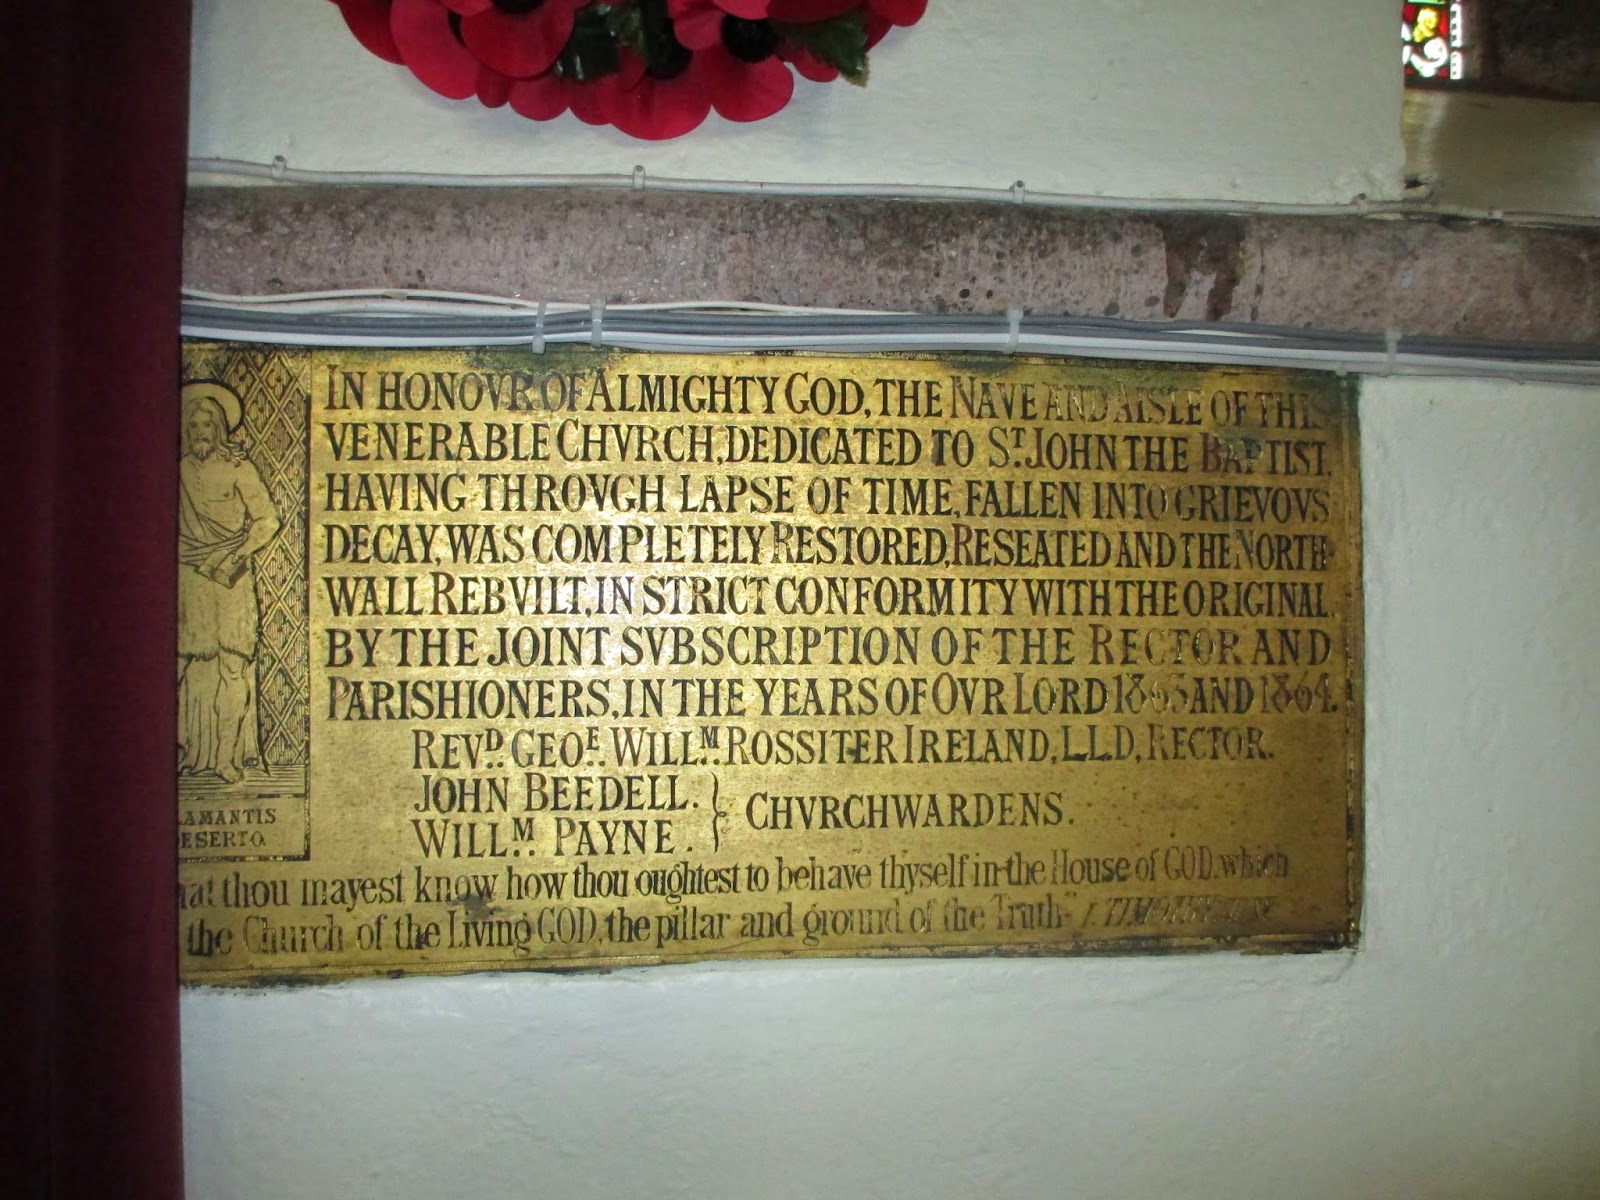 IN HONOVR OF ALMIGHTY GOD, THE NAVE AND AISLE OF THIS
VENERABLE CHVRCH, DEDICATED TO ST. JOHN THE BAPTIST,
HAVING THROVGH LAPSE OF TIME, FALLEN INTO GRIEVOVS
DECAY, WAS COMPLETELY RESTORED, RESEATED AND THE NORTH
WALL REBVILT, IN STRICT CONFORMITY WITH THE ORIGINAL,
BY THE JOINT SVBSCRIPTION OF THE RECTOR AND
PARISHIONERS, IN THE YEARS OF OVR LORD 1863 AND 1864.
REVD. GEOE. WILLM. ROSSITER IRELAND, LL.D, RECTOR.
JOHN BEEDELL.
WILLM. PAYNE.
} CHVRCHWARDENS.
LAMANTIS
DESERTO.
hat thou mayest know how thou oughtest to behave thyself in the House of GOD, which
the Church of the Living GOD, the pillar and ground of the Truth" I. TIMOTHY